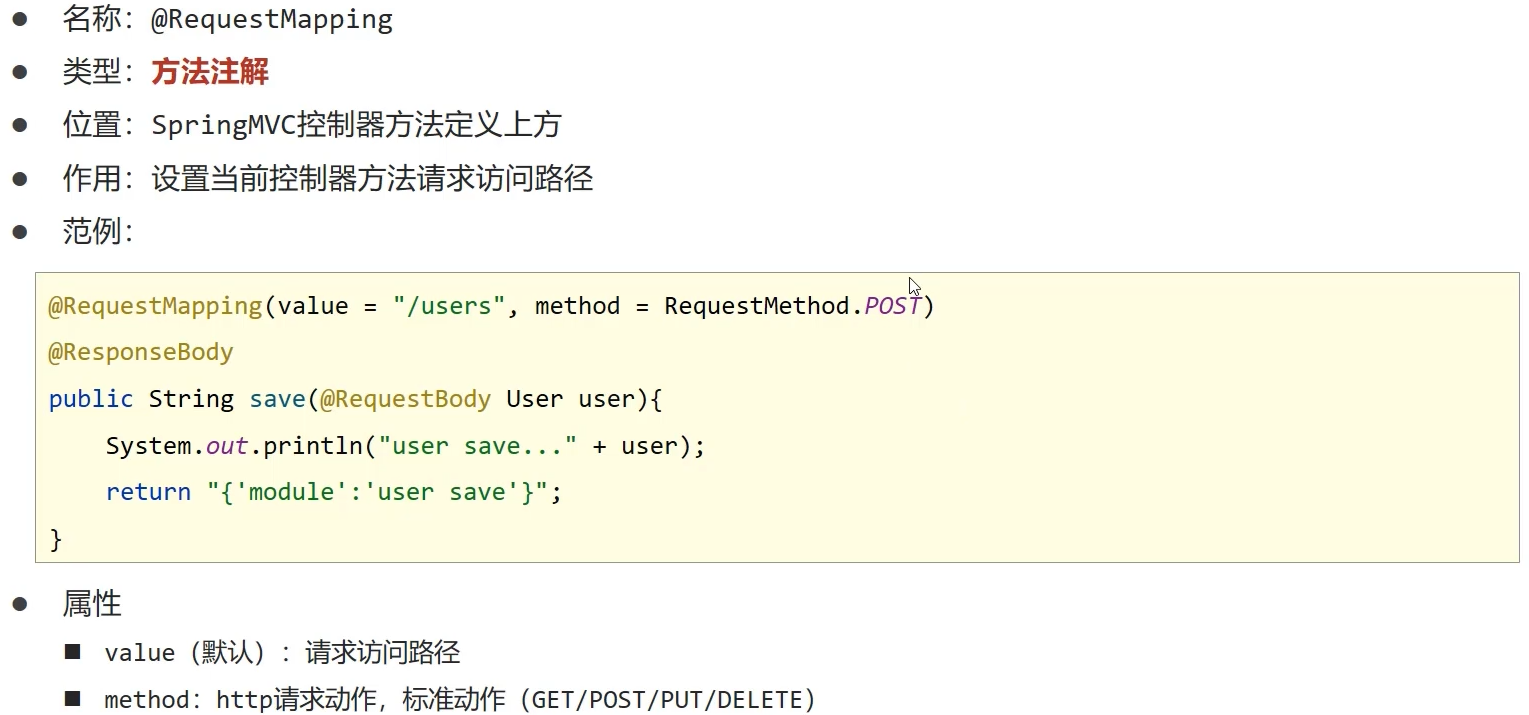 ● 名称：@RequestMapping
● 类型：方法注解
● 位置：SpringMVC控制器方法定义上方
● 作用：设置当前控制器方法请求访问路径
● 范例：
@RequestMapping(value = "/users", method = RequestMethod.POST)
@ResponseBody
public String save(@RequestBody User user){
    System.out.println("user save..." + user);
    return "{'module':'user save'}";
}
● 属性
■ value（默认）：请求访问路径
■ method：http请求动作，标准动作（GET/POST/PUT/DELETE）